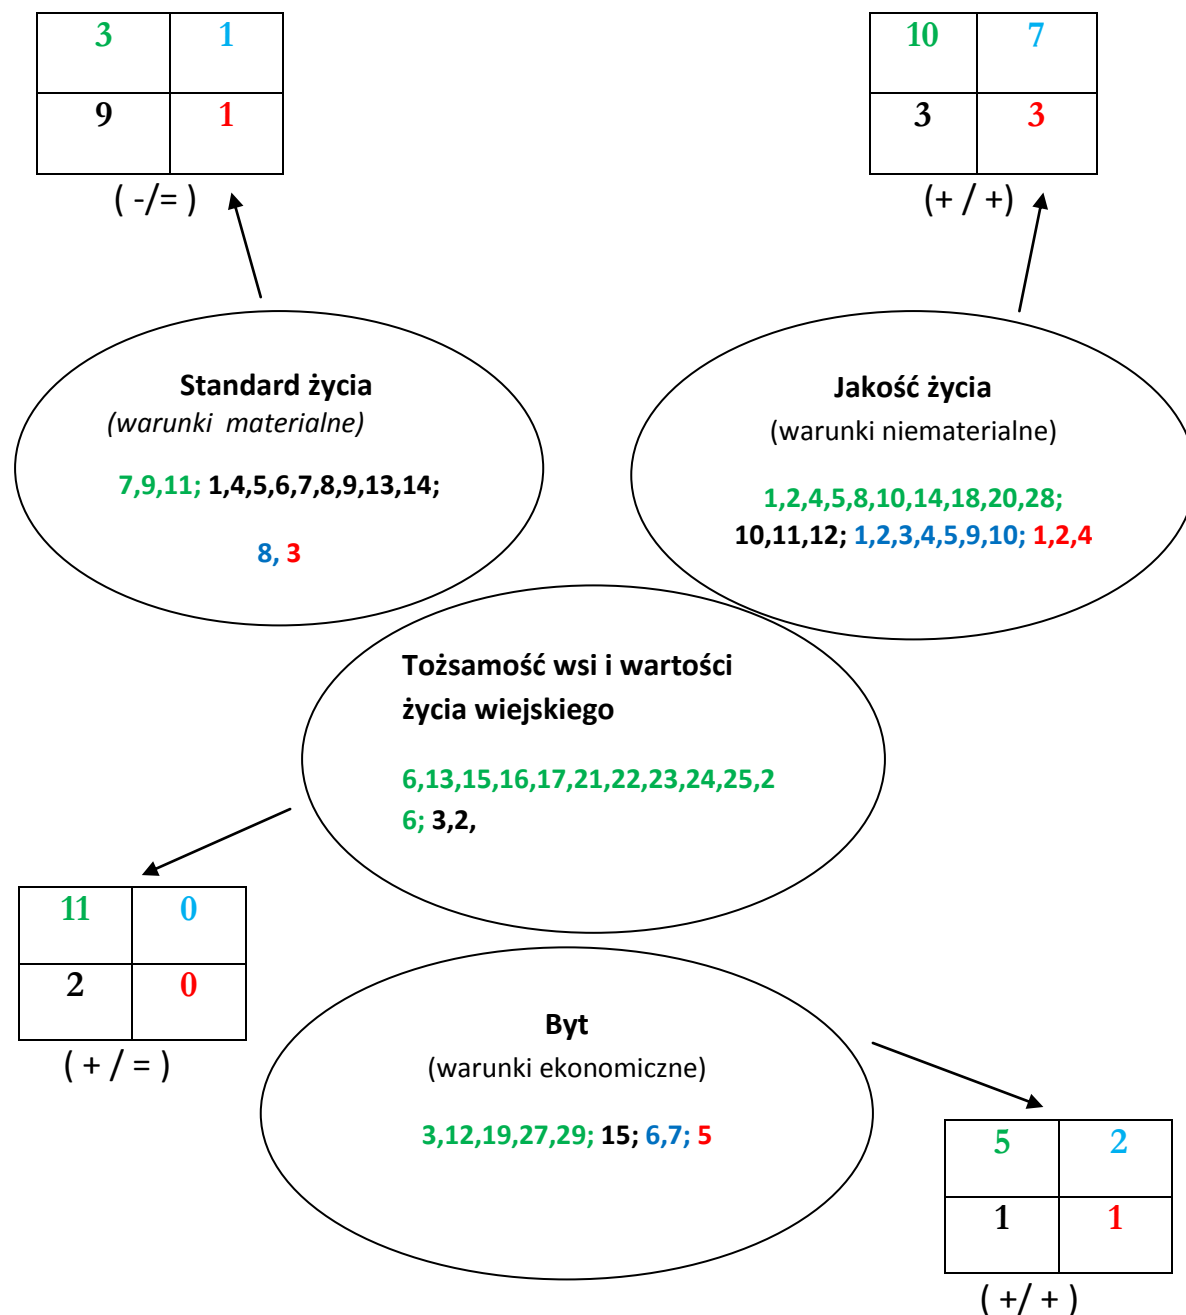 3 1
9 1
( -/= )
10 7
3 3
(+ / +)
Standard życia
(warunki materialne)
7,9,11; 1,4,5,6,7,8,9,13,14;
8, 3
Jakość życia
(warunki niematerialne)
1,2,4,5,8,10,14,18,20,28;
10,11,12; 1,2,3,4,5,9,10; 1,2,4
Tożsamość wsi i wartości
życia wiejskiego
6,13,15,16,17,21,22,23,24,25,2
6; 3,2,
11 0
2 0
( + / = )
Byt
(warunki ekonomiczne)
3,12,19,27,29; 15; 6,7; 5
5 2
1 1
( +/ + )